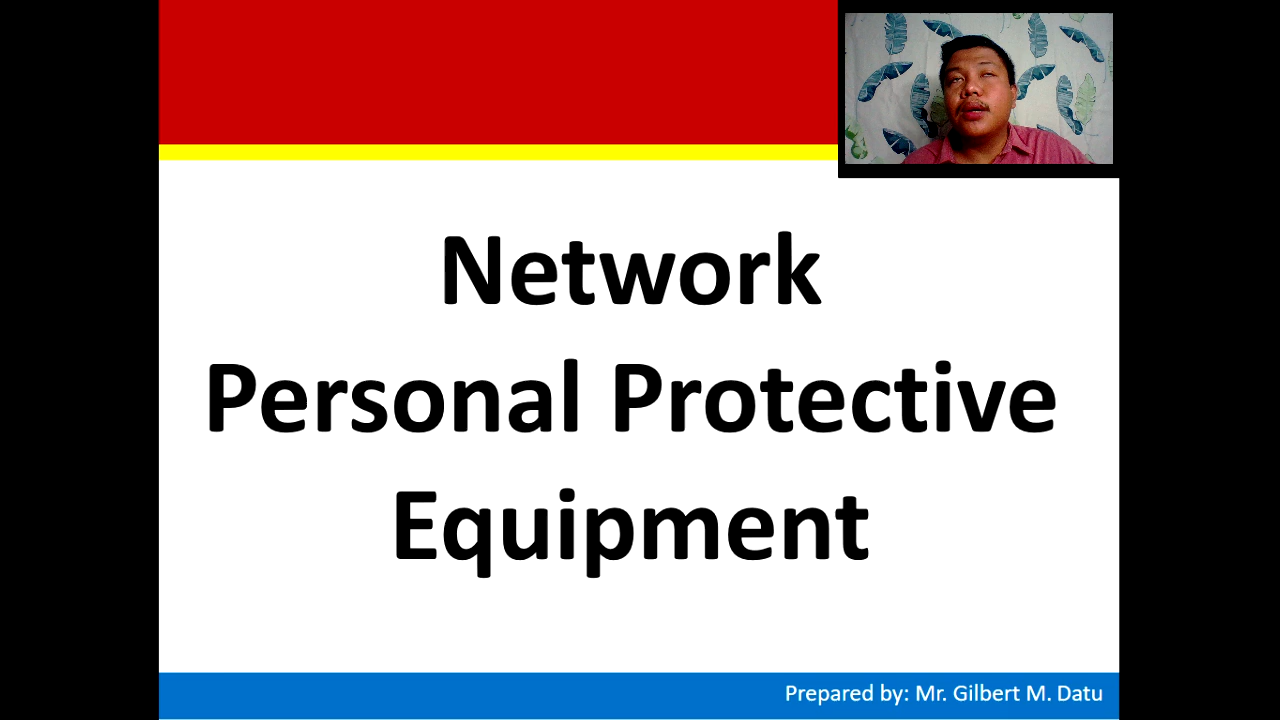 Network
Personal Protective
Equipment
Prepared by: Mr. Gilbert M. Datu